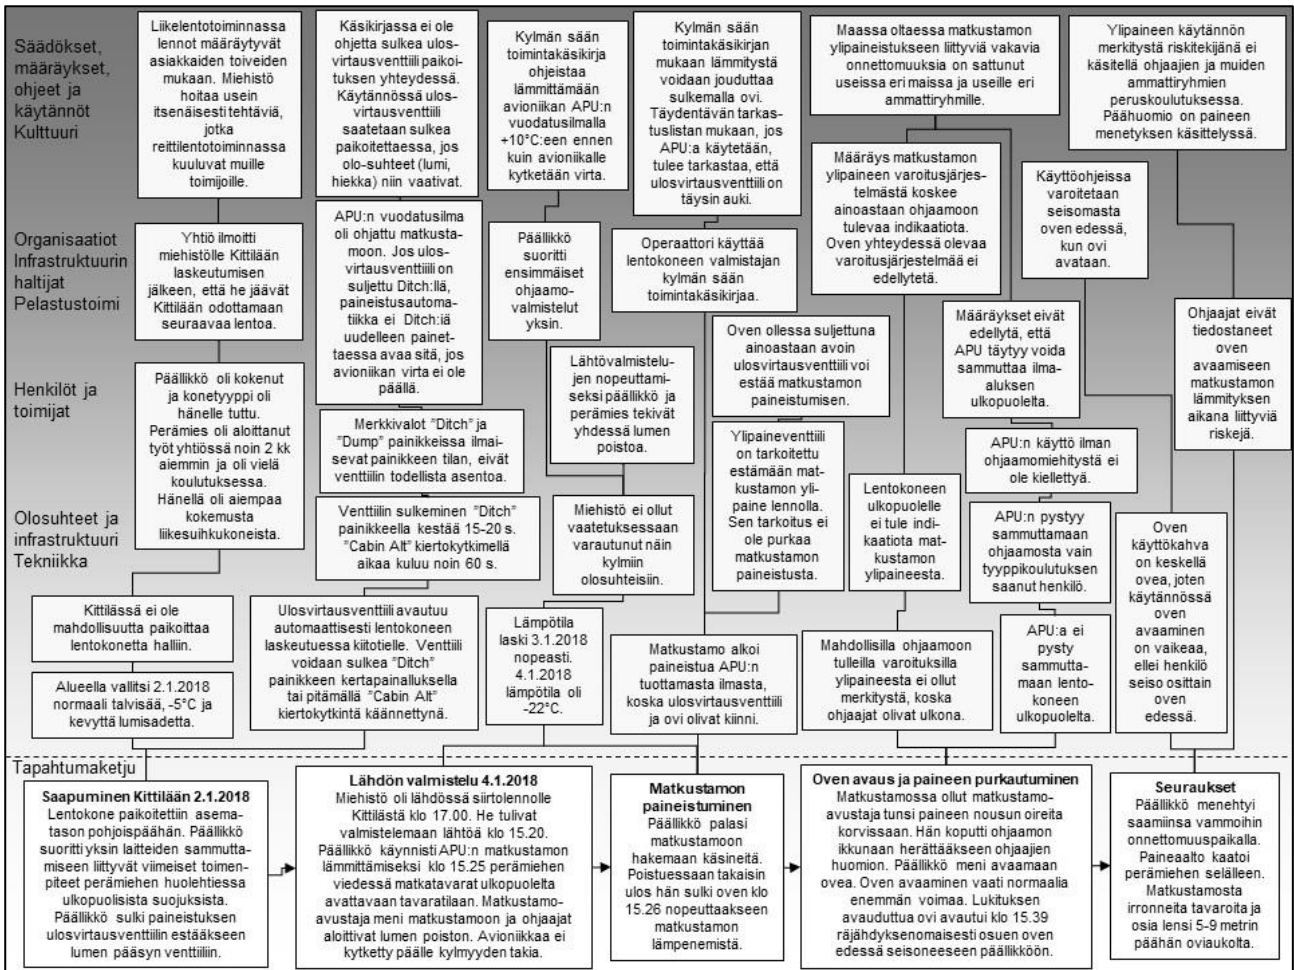 Säädökset,
määräykset,
ohjeet ja
käytännöt
Kulttuuri
Liikelentotoiminnassa
lennot määräytyvät
asiakkaiden toiveiden
mukaan. Miehistö
hoitaa usein
itsenäisesti tehtäviä,
jotka
reittilentotoiminnassa
kuuluvat muille
toimijoille.
Käsikirjassa ei ole
ohjetta sulkea ulos-
virtausventtiili paikoi-
tuksen yhteydessä.
Käytännössä ulos-
virtausventtiili
saatetaan sulkea
paikoitettaessa, jos
olo-suhteet (lumi,
hiekka) niin vaativat.
Kylmän sään
toimintakäsikirja
ohjeistaa
lämmittämään
avioniikan APU:n
vuodatusilmalla
+10°C:een ennen
kuin avioniikalle
kytketään virta.
Kylmän sään
toimintakäsikirjan
mukaan lämmitystä
voidaan jouduttaa
sulkemalla ovi.
Täydentävän tarkas-
tuslistan mukaan, jos
APU:a käytetään,
tulee tarkastaa, että
ulosvirtausventtiili on
täysin auki.
Maassa oltaessa matkustamon
ylipaineistukseen liittyviä vakavia
onnettomuuksia on sattunut
useissa eri maissa ja useille eri
ammattiryhmille.
Ylipaineen käytännön
merkitystä riskitekijänä ei
käsitellä ohjaajien ja muiden
ammattiryhmien
peruskoulutuksessa.
Päähuomio on paineen
menetyksen käsittelyssä.
Määräys matkustamon
ylipaineen varoitusjärjes-
telmästä koskee
ainoastaan ohjaamoon
tulevaa indikaatiota.
Oven yhteydessä olevaa
varoitusjärjestelmää ei
edellytetä.
Käyttöohjeissa
varoitetaan
seisomasta
oven edessä,
kun ovi
avataan.
Organisaatiot
Infrastruktuurin
haltijat
Pelastustoimi
Yhtiö ilmoitti
miehistölle Kittilään
laskeutumisen
jälkeen, että he jäävät
Kittilään odottamaan
seuraavaa lentoa.
APU:n vuodatusilma
oli ohjattu matkusta-
moon. Jos ulos-
virtausventtiiili on
suljettu Ditch:llä,
paineistusautoma-
tiikka ei Ditch:iä
uudelleen painet-
taessa avaa sitä, jos
avioniikan virta ei ole
päällä.
Päällikkö
suoritti
ensimmäiset
ohjaamo-
valmistelut
yksin.
Operaattori käyttää
lentokoneen valmistajan
kylmän sään
toimintakäsikirjaa.
Oven ollessa suljettuna
ainoastaan avoin
ulosvirtausventtiili voi
estää matkustamon
paineistumisen.
Määräykset eivät
edellytä, että
APU täytyy voida
sammuttaa ilma-
aluksen
ulkopuolelta.
Ohjaajat eivät
tiedostaneet
oven
avaamiseen
matkustamon
lämmityksen
aikana liittyviä
riskejä.
Henkilöt ja
toimijat
Päällikkö oli kokenut
ja konetyyppi oli
hänelle tuttu.
Perämies oli aloittanut
työt yhtiössä noin 2 kk
aiemmin ja oli vielä
koulutuksessa.
Hänellä oli aiempaa
kokemusta
liikesuihkukoneista.
Merkkivalot "Ditch" ja
"Dump" painikkeissa ilmai-
sevat painikkeen tilan, eivät
venttiilin todellista asentoa.
Lähtövalmistelu-
jen nopeuttami-
seksi päällikkö ja
perämies tekivät
yhdessä lumen
poistoa.
Ylipaineventtiili
on tarkoitettu
estämään mat-
kustamon yli-
paine lennolla.
Sen tarkoitus ei
ole purkaa
matkustamon
paineistusta.
APU:n käyttö ilman
ohjaamomiehitystä ei
ole kiellettyä.
Olosuhteet ja
infrastruktuuri
Tekniikka
Venttiilin sulkeminen "Ditch"
painikkeella kestää 15-20 s.
"Cabin Alt" kiertokytkimellä
aikaa kuluu noin 60 s.
Miehistö ei ollut
vaatetuksessaan
varautunut näin
kylmiin
olosuhteisiin.
Lentokoneen
ulkopuolelle
ei tule indi-
kaatiota mat-
kustamon
ylipaineesta.
APU:n pystyy
sammuttamaan
ohjaamosta vain
tyyppikoulutuksen
saanut henkilö.
Oven
käyttökahva
on keskellä
ovea, joten
käytännössä
oven
avaaminen
on vaikeaa,
ellei henkilö
seiso osittain
oven
edessä.
Kittilässä ei ole
mahdollisuutta paikoittaa
lentokonetta halliin.
Alueella vallitsi 2.1.2018
normaali talvisää, -5°C ja
kevyttä lumisadetta.
Ulosvirtausventtiili avautuu
automaattisesti lentokoneen
laskeutuessa kiitotielle. Venttiili
voidaan sulkea "Ditch"
painikkeen kertapainalluksella
tai pitämällä "Cabin Alt"
kiertokytkintä käännettynä.
Lämpötila
laski 3.1.2018
nopeasti.
4.1.2018
lämpötila oli
-22°C.
Matkustamo alkoi
paineistua APU:n
tuottamasta ilmasta,
koska ulosvirtausventtiili
ja ovi olivat kiinni.
Mahdollisilla ohjaamoon
tulleilla varoituksilla
ylipaineesta ei ollut
merkitystä, koska
ohjaajat olivat ulkona.
APU:a ei
pysty
sammutta-
maan lento-
koneen
ulkopuolelta.
Tapahtumaketju
Saapuminen Kittilään 2.1.2018
Lentokone paikoitettiin asema-
tason pohjoispäähän. Päällikkö
suoritti yksin laitteiden sammutta-
miseen liittyvät viimeiset toimen-
piteet perämiehen huolehtiessa
ulkopuolisista suojuksista.
Päällikkö sulki paineistuksen
ulosvirtausventtiilin estääkseen
lumen pääsyn venttiiliin.
Lähdön valmistelu 4.1.2018
Miehistö oli lähdössä siirtolennolle
Kittilästä klo 17.00. He tulivat
valmistelemaan lähtöä klo 15.20.
Päällikkö käynnisti APU:n matkustamon
lämmittämiseksi klo 15.25 perämiehen
viedessä matkatavarat ulkopuolelta
avattavaan tavaratilaan. Matkustamo-
avustaja meni matkustamoon ja ohjaajat
aloittivat lumen poiston. Avioniikkaa ei
kytketty päälle kylmyyden takia.
Matkustamon
paineistuminen
Päällikkö palasi
matkustamoon
hakemaan käsineitä.
Poistuessaan takaisin
ulos hän sulki oven klo
15.26 nopeuttaakseen
matkustamon
lämpenemistä.
Oven avaus ja paineen purkautuminen
Matkustamossa ollut matkustamo-
avustaja tunsi paineen nousun oireita
korvissaan. Hän koputti ohjaamon
ikkunaan herättääkseen ohjaajien
huomion. Päällikkö meni avaamaan
ovea. Oven avaaminen vaati normaalia
enemmän voimaa. Lukituksen
avauduttua ovi avautui klo 15.39
räjähdyksenomaisesti osuen oven
edessä seisoneeseen päällikköön.
Seuraukset
Päällikkö menehtyi
saamiinsa vammoihin
onnettomuuspaikalla.
Paineaalto kaatoi
perämiehen selälleen.
Matkustamosta
irronneita tavaroita ja
osia lensi 5-9 metrin
päähän oviaukolta.